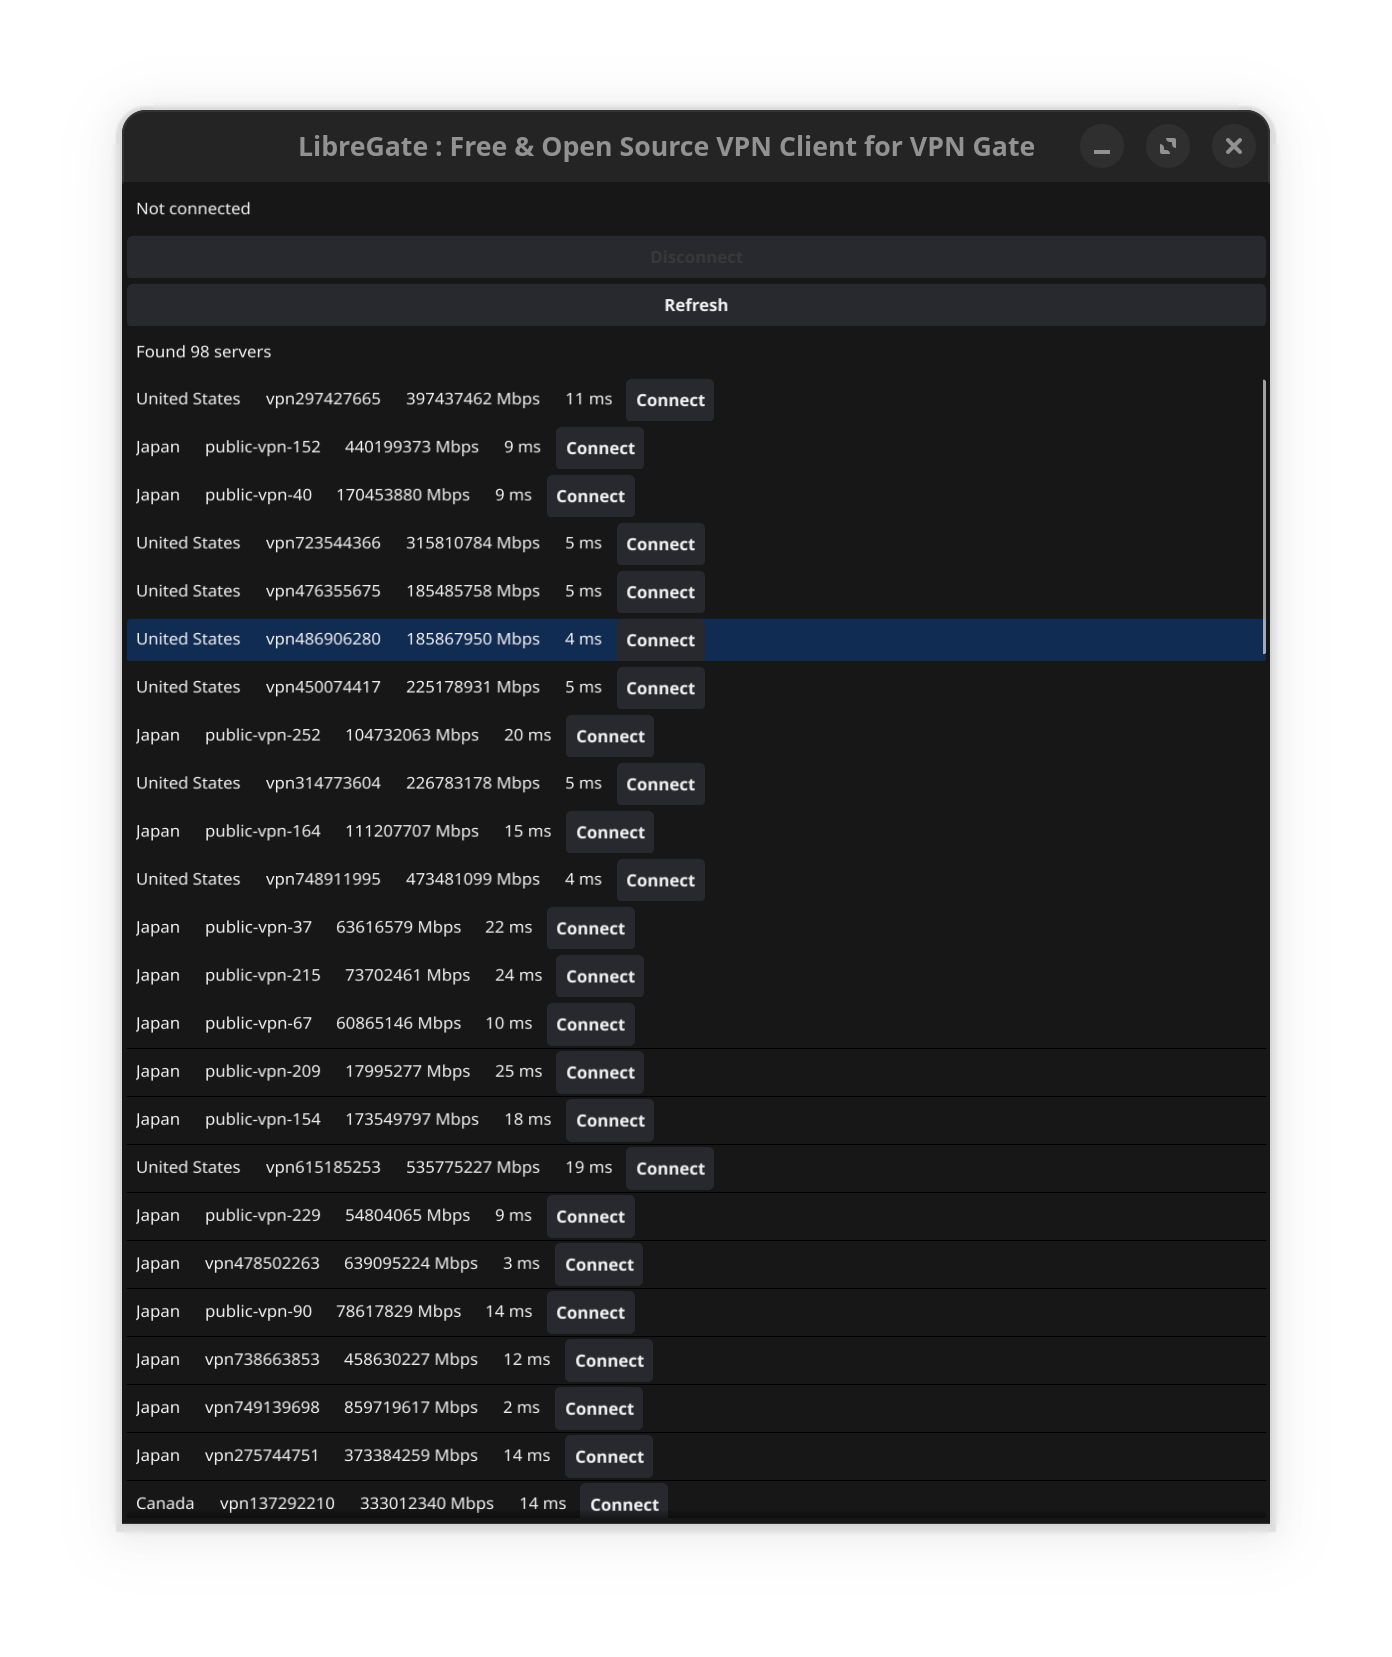 LibreGate : Free & Open Source VPN Client for VPN Gate
Not connected
Disconnect
Refresh
Found 98 servers
United States vpn297427665 397437462 Mbps 11 ms Connect
Japan public-vpn-152 440199373 Mbps 9 ms Connect
Japan public-vpn-40 170453880 Mbps 9 ms Connect
United States vpn723544366 315810784 Mbps 5 ms Connect
United States vpn476355675 185485758 Mbps 5 ms Connect
United States vpn486906280 185867950 Mbps 4 ms Connect
United States vpn450074417 225178931 Mbps 5 ms Connect
Japan public-vpn-252 104732063 Mbps 20 ms Connect
United States vpn314773604 226783178 Mbps 5 ms Connect
Japan public-vpn-164 111207707 Mbps 15 ms Connect
United States vpn748911995 473481099 Mbps 4 ms Connect
Japan public-vpn-37 63616579 Mbps 22 ms Connect
Japan public-vpn-215 73702461 Mbps 24 ms Connect
Japan public-vpn-67 60865146 Mbps 10 ms Connect
Japan public-vpn-209 17995277 Mbps 25 ms Connect
Japan public-vpn-154 173549797 Mbps 18 ms Connect
United States vpn615185253 535775227 Mbps 19 ms Connect
Japan public-vpn-229 54804065 Mbps 9 ms Connect
Japan vpn478502263 639095224 Mbps 3 ms Connect
Japan public-vpn-90 78617829 Mbps 14 ms Connect
Japan vpn738663853 458630227 Mbps 12 ms Connect
Japan vpn749139698 859719617 Mbps 2 ms Connect
Japan vpn275744751 373384259 Mbps 14 ms Connect
Canada vpn137292210 333012340 Mbps 14 ms Connect